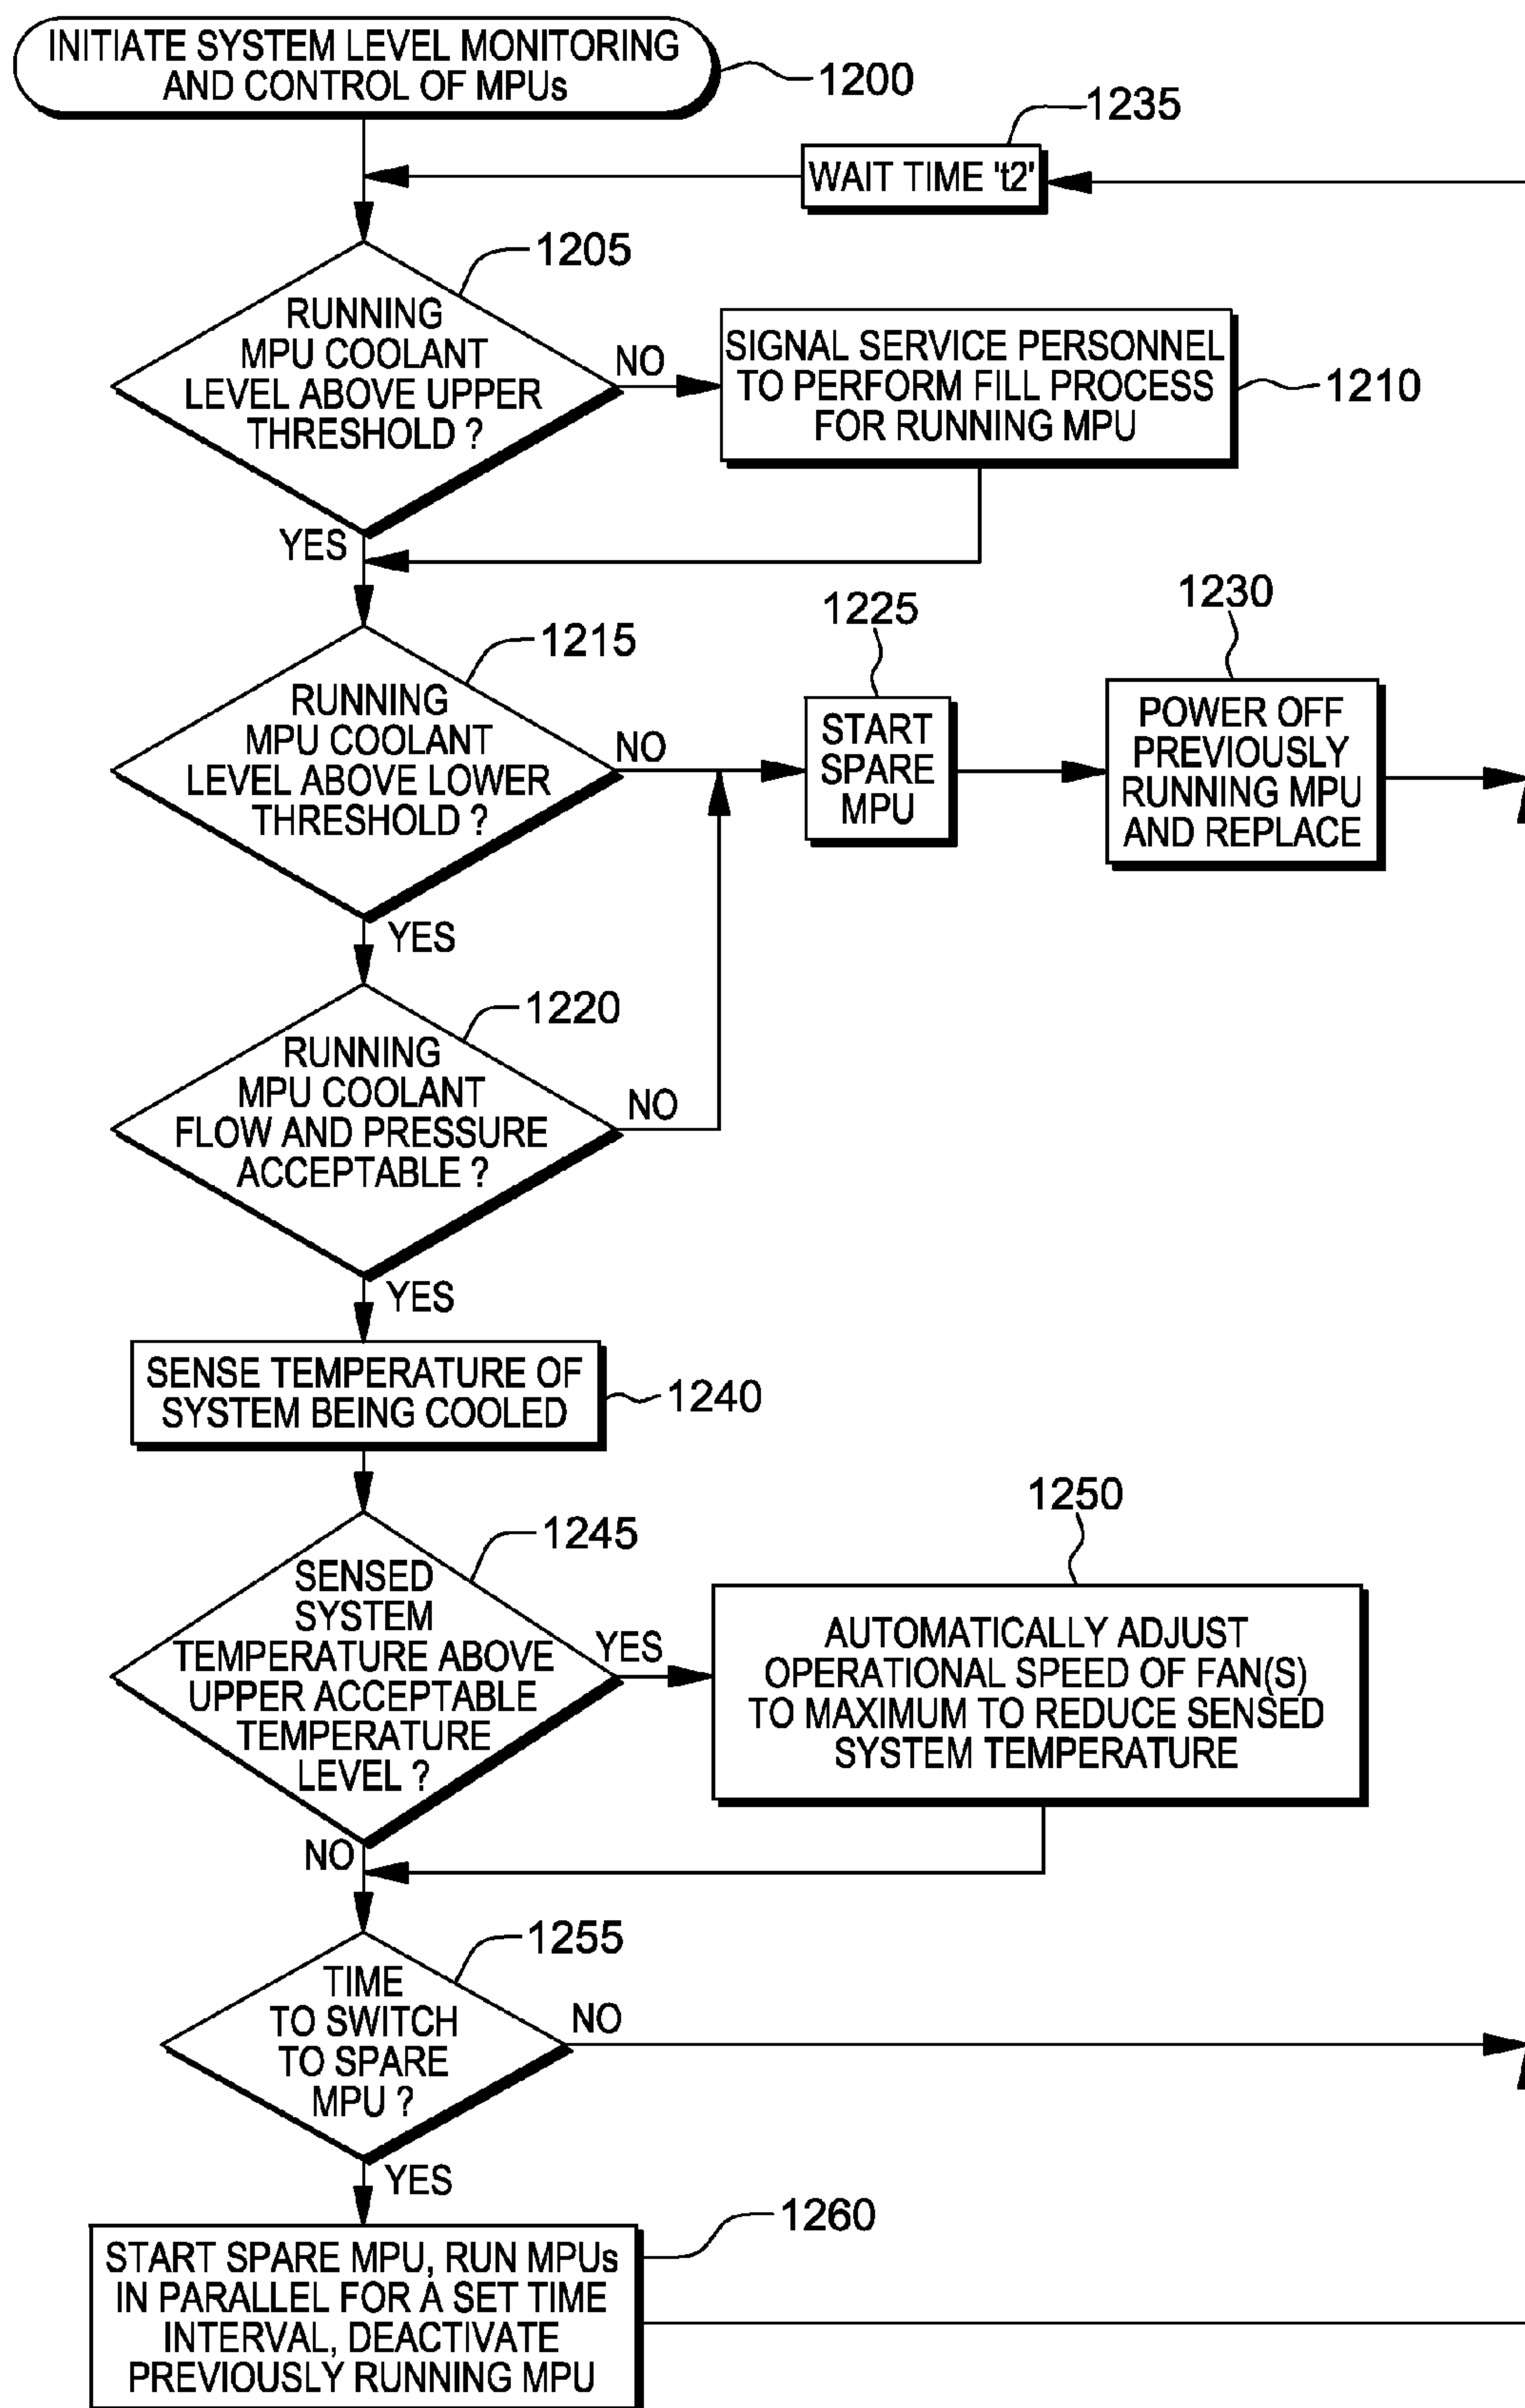 INITIATE SYSTEM LEVEL MONITORING
AND CONTROL OF MPUs
1200
1235
WAIT TIME 't2'
1205
RUNNING
MPU COOLANT
LEVEL ABOVE UPPER
THRESHOLD ?
NO
SIGNAL SERVICE PERSONNEL
TO PERFORM FILL PROCESS
FOR RUNNING MPU
1210
YES
1215
RUNNING
MPU COOLANT
LEVEL ABOVE LOWER
THRESHOLD ?
NO
1225
START
SPARE
MPU
1230
POWER OFF
PREVIOUSLY
RUNNING MPU
AND REPLACE
YES
1220
RUNNING
MPU COOLANT
FLOW AND PRESSURE
ACCEPTABLE ?
NO
YES
SENSE TEMPERATURE OF
SYSTEM BEING COOLED
1240
1245
SENSED
SYSTEM
TEMPERATURE ABOVE
UPPER ACCEPTABLE
TEMPERATURE
LEVEL ?
YES
1250
AUTOMATICALLY ADJUST
OPERATIONAL SPEED OF FAN(S)
TO MAXIMUM TO REDUCE SENSED
SYSTEM TEMPERATURE
NO
1255
TIME
TO SWITCH
TO SPARE
MPU ?
NO
YES
1260
START SPARE MPU, RUN MPUs
IN PARALLEL FOR A SET TIME
INTERVAL, DEACTIVATE
PREVIOUSLY RUNNING MPU